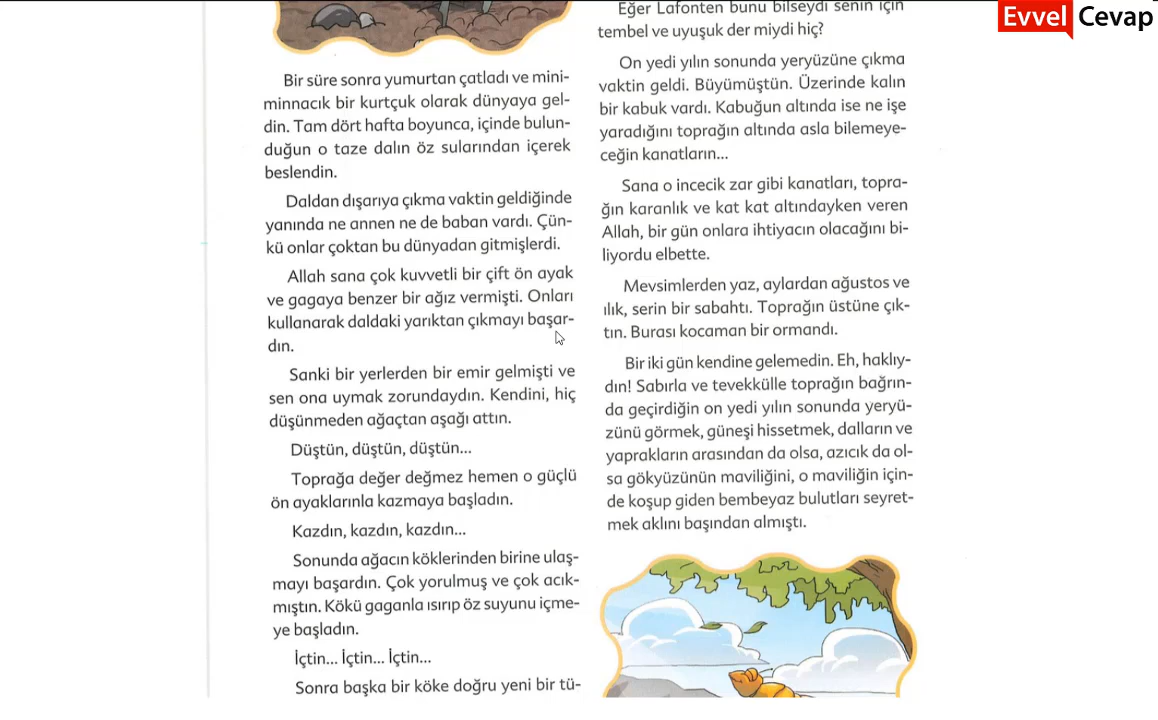 Evvel Cevap
Bir süre sonra yumurtan çatladı ve mini-
minnacık bir kurtçuk olarak dünyaya gel-
din. Tam dört hafta boyunca, içinde bulun-
duğun o taze dalın öz sularından içerek
beslendin.
Daldan dışarıya çıkma vaktin geldiğinde
yanında ne annen ne de baban vardı. Çün-
kü onlar çoktan bu dünyadan gitmişlerdi.
Allah sana çok kuvvetli bir çift ön ayak
ve gagaya benzer bir ağız vermişti. Onları
kullanarak daldaki yarıktan çıkmayı başar-
dın.
Sanki bir yerlerden bir emir gelmişti ve
sen ona uymak zorundaydın. Kendini, hiç
düşünmeden ağaçtan aşağı attın.
Düştün, düştün, düştün...
Toprağa değer değmez hemen o güçlü
ön ayaklarınla kazmaya başladın.
Kazdın, kazdın, kazdın...
Sonunda ağacın köklerinden birine ulaş-
mayı başardın. Çok yorulmuş ve çok acık-
mıştın. Kökü gaganla ısırıp öz suyunu içme-
ye başladın.
İçtin... İçtin... İçtin...
Sonra başka bir köke doğru yeni bir tü-
Eğer Lafonten bunu bilseydi senin için
tembel ve uyuşuk der miydi hiç?
On yedi yılın sonunda yeryüzüne çıkma
vaktin geldi. Büyümüştün. Üzerinde kalın
bir kabuk vardı. Kabuğun altında ise ne işe
yaradığını toprağın altında asla bilemeye-
ceğin kanatların...
Sana o incecik zar gibi kanatları, topra-
ğın karanlık ve kat kat altındayken veren
Allah, bir gün onlara ihtiyacın olacağını bi-
liyordu elbette.
Mevsimlerden yaz, aylardan ağustos ve
ılık, serin bir sabahtı. Toprağın üstüne çık-
tın. Burası kocaman bir ormandı.
Bir iki gün kendine gelemedin. Eh, haklıy-
dın! Sabırla ve tevekkülle toprağın bağrın-
da geçirdiğin on yedi yılın sonunda yeryü-
zünü görmek, güneşi hissetmek, dalların ve
yaprakların arasından da olsa, azıcık da ol-
sa gökyüzünün maviliğini, o maviliğin için-
de koşup giden bembeyaz bulutları seyret-
mek aklını başından almıştı.